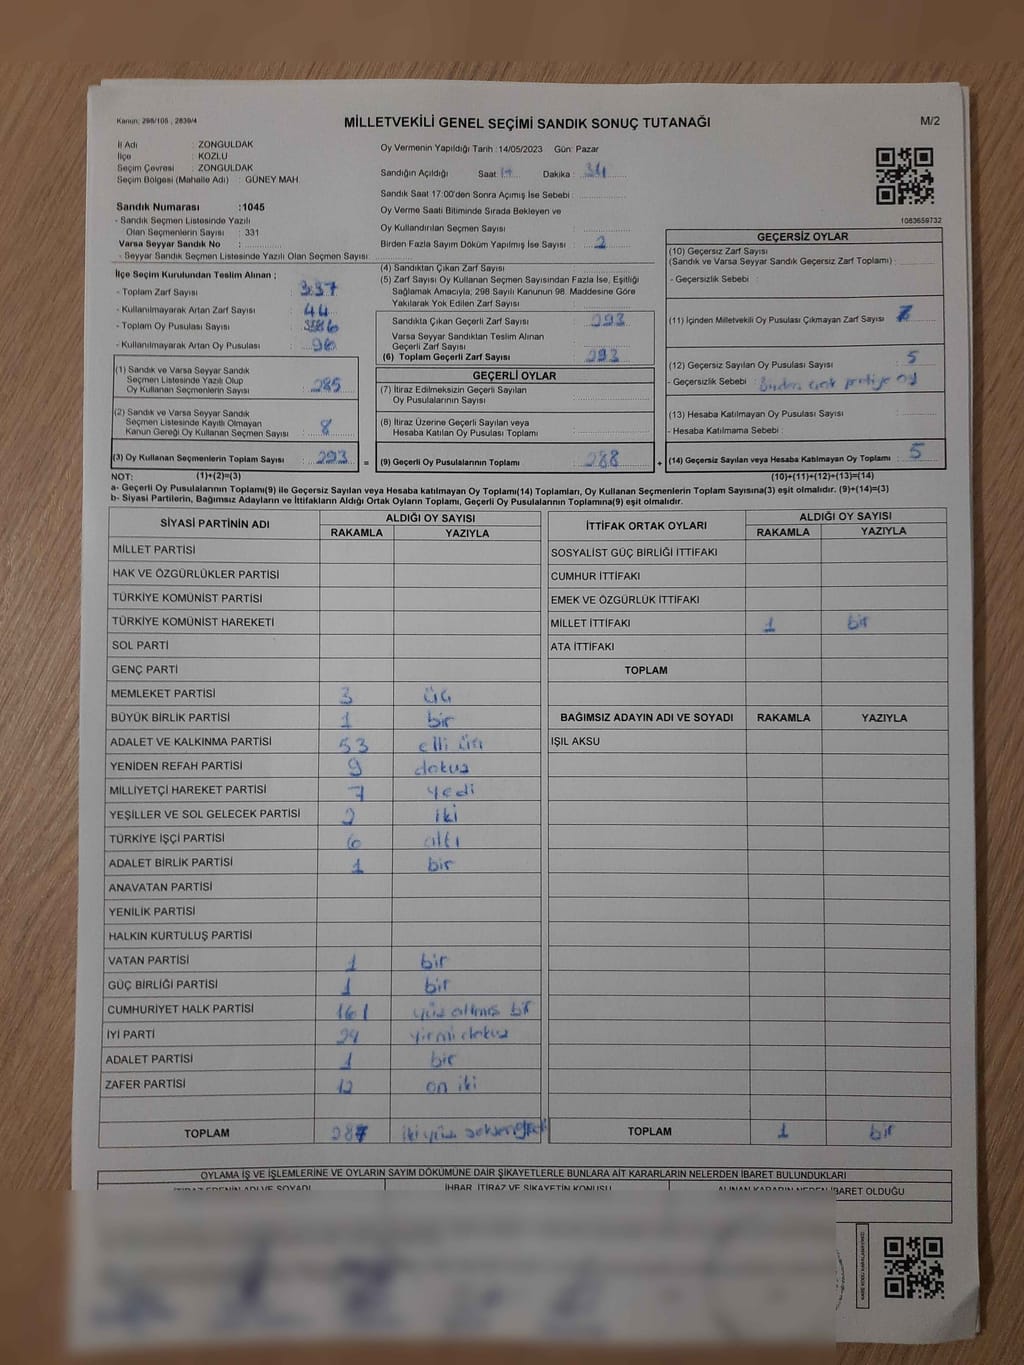 Kanun: 298/105 , 2839/4
MİLLETVEKİLİ GENEL SEÇİMİ SANDIK SONUÇ TUTANAĞI
M/2
İl Adı : ZONGULDAK
İlçe : KOZLU
Seçim Çevresi : ZONGULDAK
Seçim Bölgesi (Mahalle Adı) : GÜNEY MAH.
Sandık Numarası :1045
- Sandık Seçmen Listesinde Yazılı
Olan Seçmenlerin Sayısı : 331
Varsa Seyyar Sandık No :
- Seyyar Sandık Seçmen Listesinde Yazılı Olan Seçmen Sayısı:
Oy Vermenin Yapıldığı Tarih :14/05/2023 Gün: Pazar
Sandığın Açıldığı Saat Dakika :
Sandık Saat 17:00'den Sonra Açımış İse Sebebi :
Oy Verme Saati Bitiminde Sırada Bekleyen ve
Oy Kullandırılan Seçmen Sayısı :
Birden Fazla Sayım Döküm Yapılmış İse Sayısı : 2
1083659732
İlçe Seçim Kurulundan Teslim Alınan ;
- Toplam Zarf Sayısı : 337
- Kullanılmayarak Artan Zarf Sayısı : 44
- Toplam Oy Pusulası Sayısı :
- Kullanılmayarak Artan Oy Pusulası :
(1) Sandık ve Varsa Seyyar Sandık
Seçmen Listesinde Yazılı Olup
Oy Kullanan Seçmenlerin Sayısı : 285
(2) Sandık ve Varsa Seyyar Sandık
Seçmen Listesinde Kayıtlı Olmayan
Kanun Gereği Oy Kullanan Seçmen Sayısı : 8
(3) Oy Kullanan Seçmenlerin Toplam Sayısı : 293 =
(4) Sandıktan Çıkan Zarf Sayısı :
(5) Zarf Sayısı Oy Kullanan Seçmen Sayısından Fazla İse, Eşitliği
Sağlamak Amacıyla; 298 Sayılı Kanunun 98. Maddesine Göre
Yakılarak Yok Edilen Zarf Sayısı :
Sandıkta Çıkan Geçerli Zarf Sayısı : 293
Varsa Seyyar Sandıktan Teslim Alınan
Geçerli Zarf Sayısı :
(6) Toplam Geçerli Zarf Sayısı : 293
GEÇERLİ OYLAR
(7) İtiraz Edilmeksizin Geçerli Sayılan
Oy Pusulalarının Sayısı :
(8) İtiraz Üzerine Geçerli Sayılan veya
Hesaba Katılan Oy Pusulası Toplamı :
(9) Geçerli Oy Pusulalarının Toplamı : 288 +
GEÇERSİZ OYLAR
(10) Geçersiz Zarf Sayısı
(Sandık ve Varsa Seyyar Sandık Geçersiz Zarf Toplamı) :
- Geçersizlik Sebebi :
(11) İçinden Milletvekili Oy Pusulası Çıkmayan Zarf Sayısı :
(12) Geçersiz Sayılan Oy Pusulası Sayısı : 5
- Geçersizlik Sebebi : Birden çok partiye oy
(13) Hesaba Katılmayan Oy Pusulası Sayısı :
- Hesaba Katılmama Sebebi :
(14) Geçersiz Sayılan veya Hesaba Katılmayan Oy Toplamı : 5
NOT: (1)+(2)=(3) (10)+(11)+(12)+(13)=(14)
a- Geçerli Oy Pusulalarının Toplamı(9) ile Geçersiz Sayılan veya Hesaba katılmayan Oy Toplamı(14) Toplamları, Oy Kullanan Seçmenlerin Toplam Sayısına(3) eşit olmalıdır. (9)+(14)=(3)
b- Siyasi Partilerin, Bağımsız Adayların ve İttifakların Aldığı Ortak Oyların Toplamı, Geçerli Oy Pusulalarının Toplamına(9) eşit olmalıdır.
SİYASİ PARTİNİN ADI ALDIĞI OY SAYISI
RAKAMLA YAZIYLA
MİLLET PARTİSİ
HAK VE ÖZGÜRLÜKLER PARTİSİ
TÜRKİYE KOMÜNİST PARTİSİ
TÜRKİYE KOMÜNİST HAREKETİ
SOL PARTİ
GENÇ PARTİ
MEMLEKET PARTİSİ 3 üç
BÜYÜK BİRLİK PARTİSİ 1 bir
ADALET VE KALKINMA PARTİSİ 53 elli üç
YENİDEN REFAH PARTİSİ 9 dokuz
MİLLİYETÇİ HAREKET PARTİSİ 7 yedi
YEŞİLLER VE SOL GELECEK PARTİSİ 2 iki
TÜRKİYE İŞÇİ PARTİSİ 6 altı
ADALET BİRLİK PARTİSİ 1 bir
ANAVATAN PARTİSİ
YENİLİK PARTİSİ
HALKIN KURTULUŞ PARTİSİ
VATAN PARTİSİ 1 bir
GÜÇ BİRLİĞİ PARTİSİ 1 bir
CUMHURİYET HALK PARTİSİ 161 yüz altmış bir
İYİ PARTİ 29 yirmi dokuz
ADALET PARTİSİ 1 bir
ZAFER PARTİSİ 12 on iki
TOPLAM 287 iki yüz seksen yedi
İTTİFAK ORTAK OYLARI ALDIĞI OY SAYISI
RAKAMLA YAZIYLA
SOSYALİST GÜÇ BİRLİĞİ İTTİFAKI
CUMHUR İTTİFAKI
EMEK VE ÖZGÜRLÜK İTTİFAKI
MİLLET İTTİFAKI 1 bir
ATA İTTİFAKI
TOPLAM
BAĞIMSIZ ADAYIN ADI VE SOYADI RAKAMLA YAZIYLA
IŞIL AKSU
TOPLAM 1 bir
OYLAMA İŞ VE İŞLEMLERİNE VE OYLARIN SAYIM DÖKÜMÜNE DAİR ŞİKAYETLERLE BUNLARA AİT KARARLARIN NELERDEN İBARET BULUNDUKLARI
İTİRAZ EDENİN ADI VE SOYADI İHBAR, İTİRAZ VE ŞİKAYETİN KONUSU ALINAN KARARIN NEDEN İBARET OLDUĞU